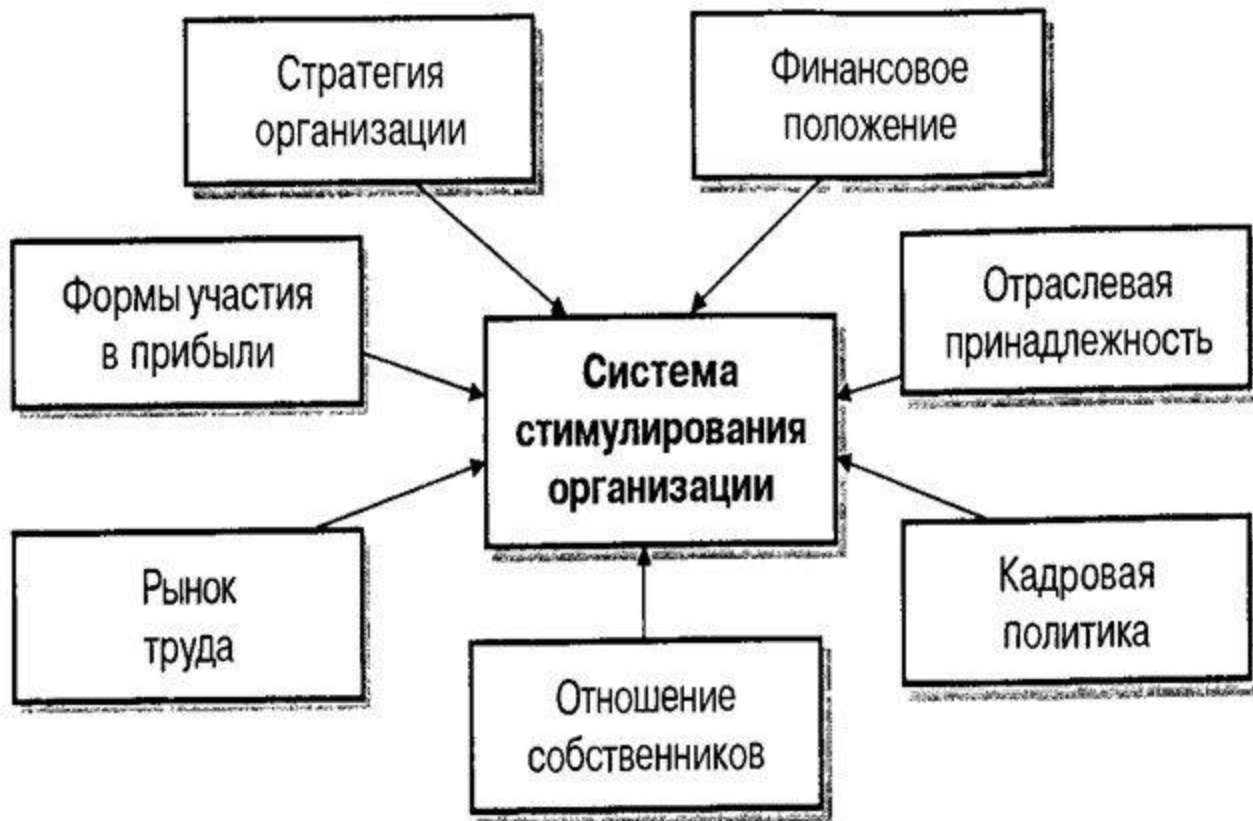 Стратегия
организации
Финансовое
положение
Формы участия
в прибыли
Отраслевая
принадлежность
Система
стимулирования
организации
Рынок
труда
Кадровая
политика
Отношение
собственников